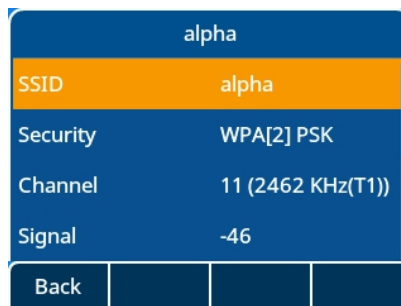 alpha
SSID alpha
Security WPA[2] PSK
Channel 11 (2462 KHz(T1))
Signal -46
Back